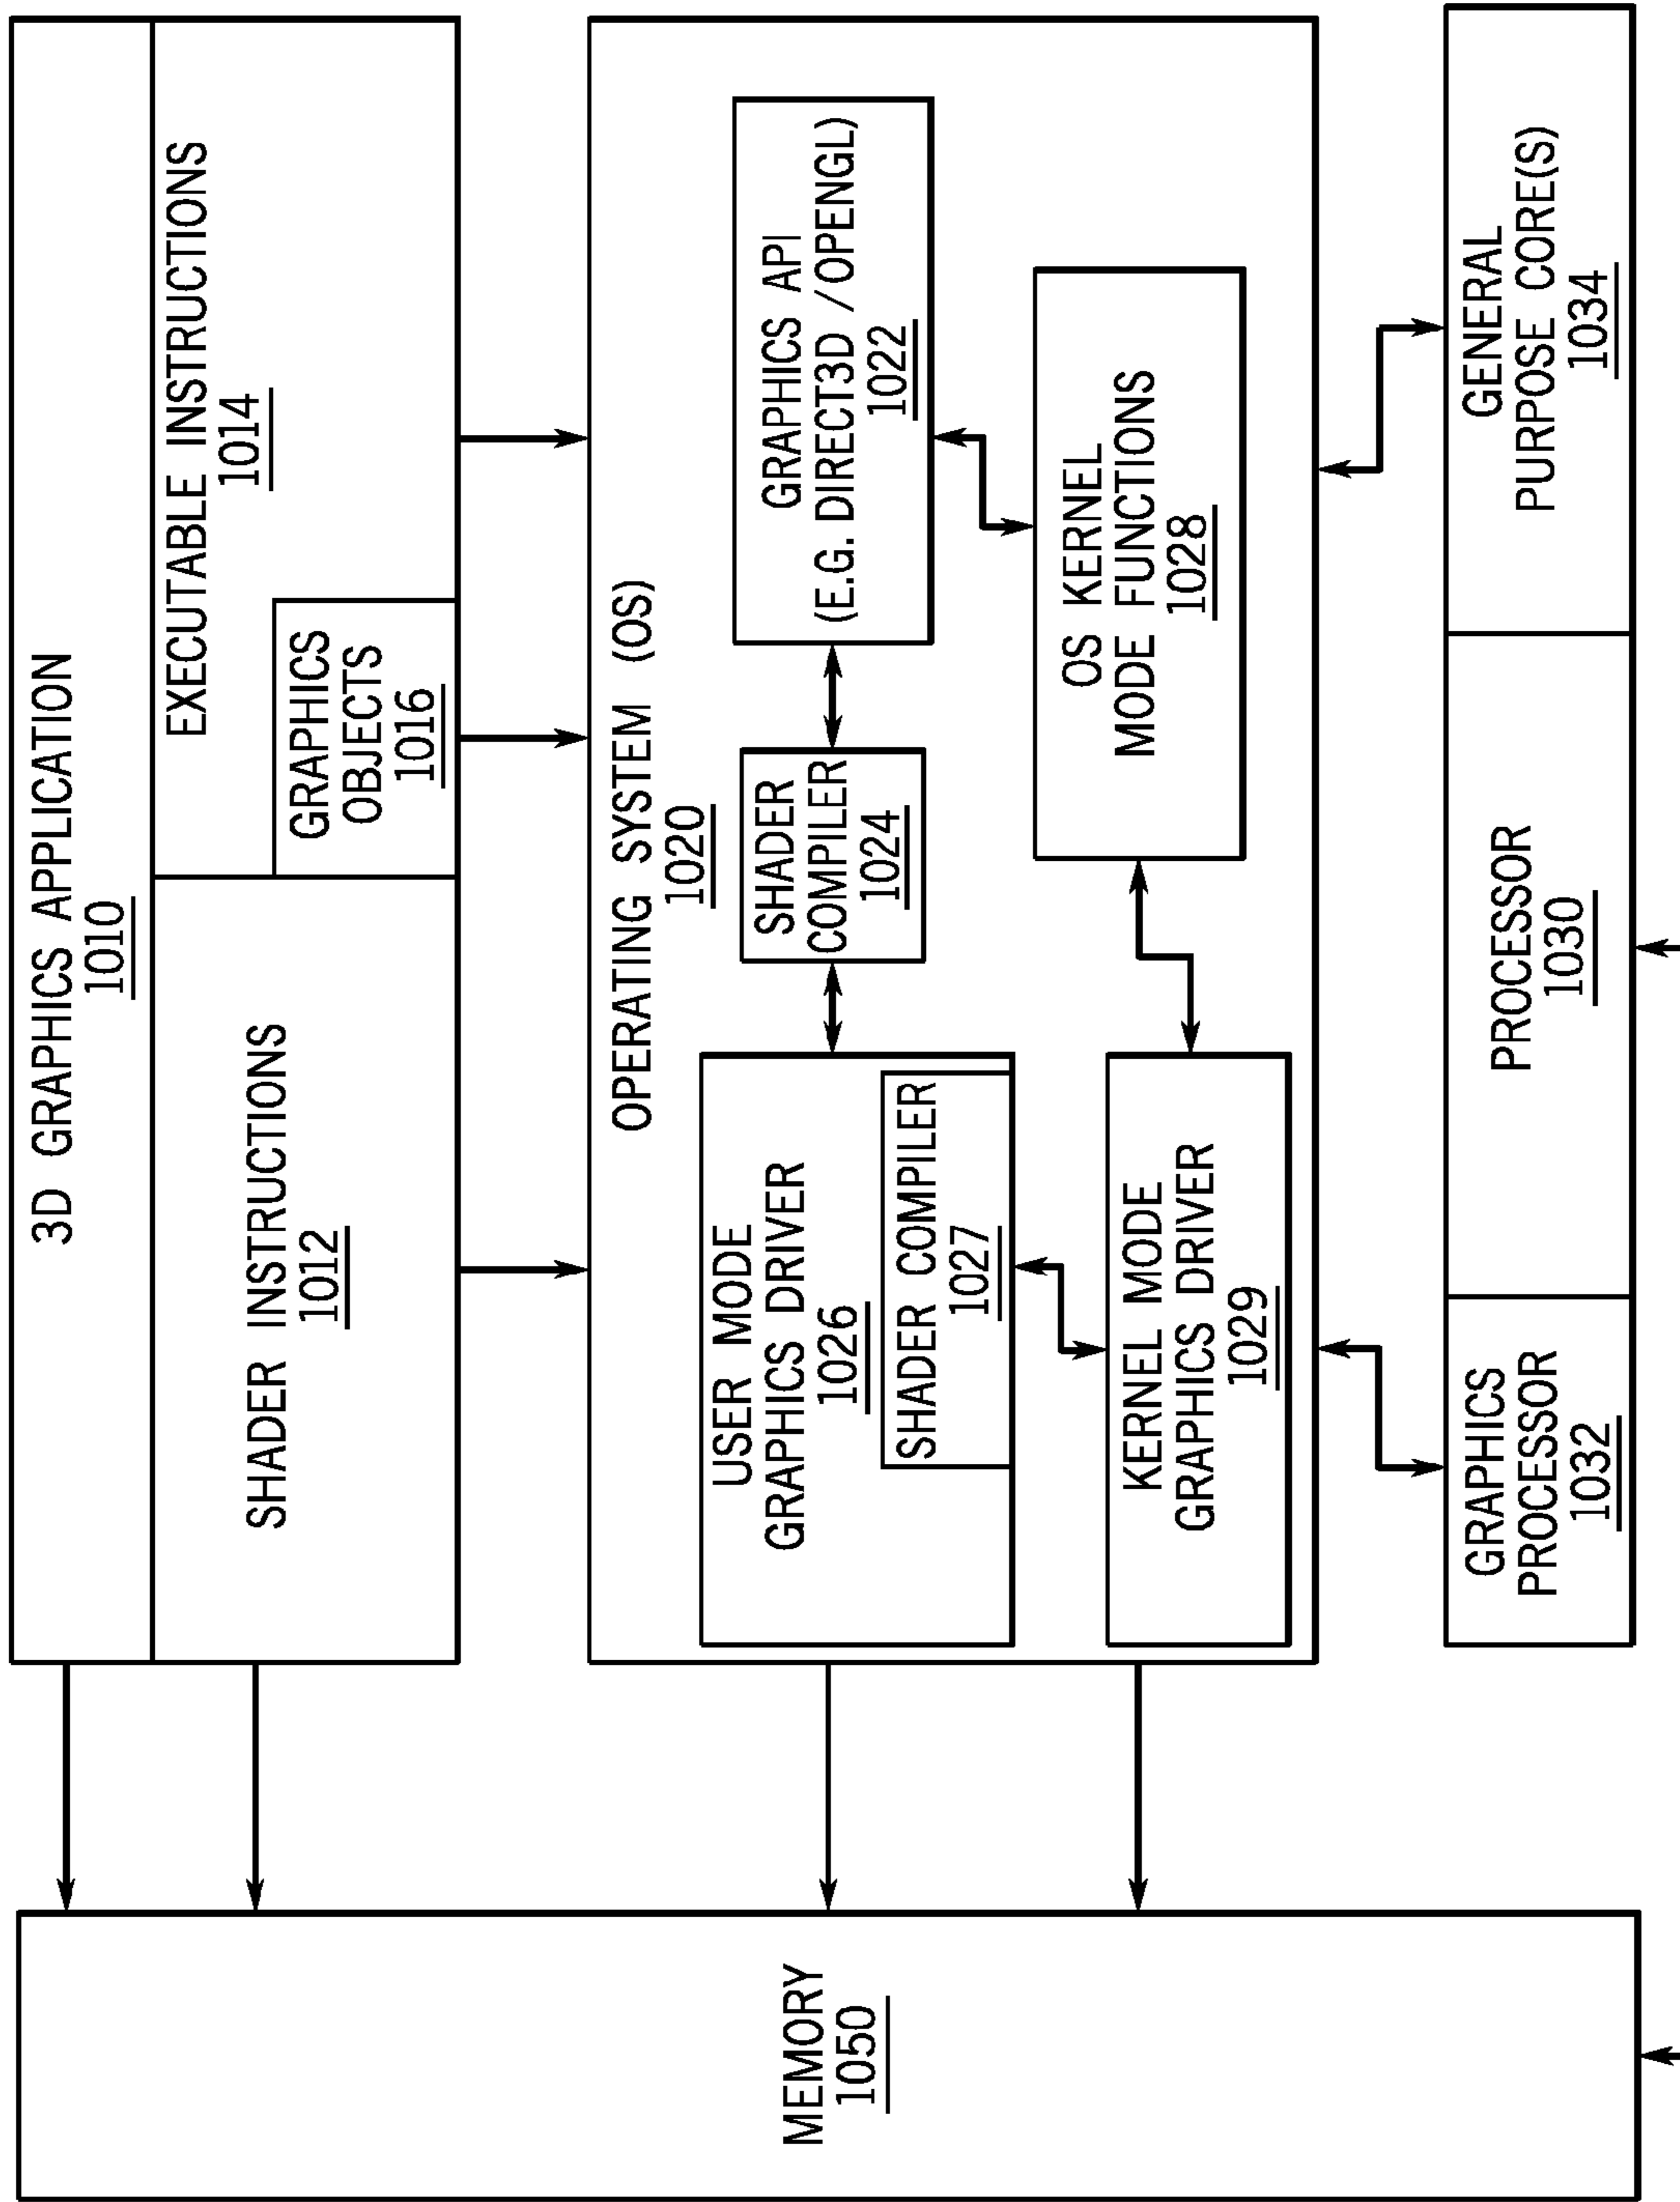 3D GRAPHICS APPLICATION
1010
SHADER INSTRUCTIONS
1012
EXECUTABLE INSTRUCTIONS
1014
GRAPHICS
OBJECTS
1016
OPERATING SYSTEM (OS)
1020
USER MODE
GRAPHICS DRIVER
1026
SHADER COMPILER
1027
SHADER
COMPILER
1024
GRAPHICS API
(E.G. DIRECT3D /OPENGL)
1022
KERNEL MODE
GRAPHICS DRIVER
1029
OS KERNEL
MODE FUNCTIONS
1028
GRAPHICS
PROCESSOR
1032
PROCESSOR
1030
GENERAL
PURPOSE CORE(S)
1034
MEMORY
1050